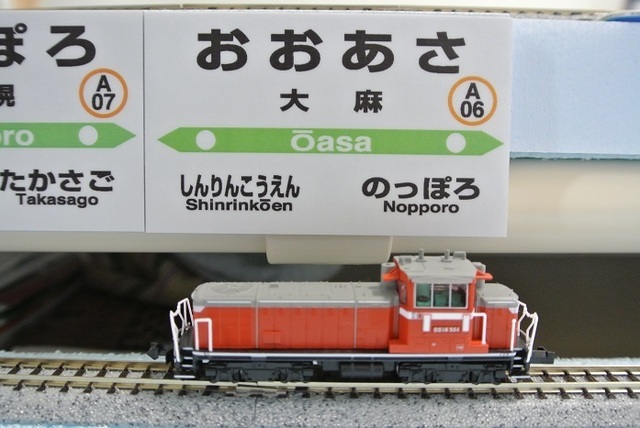 ぽろ
A
07
幌
oro
たかさご
Takasago
おおあさ
A
06
大麻
Ōasa
しんりんこうえん
Shinrinkōen
のっぽろ
Nopporo